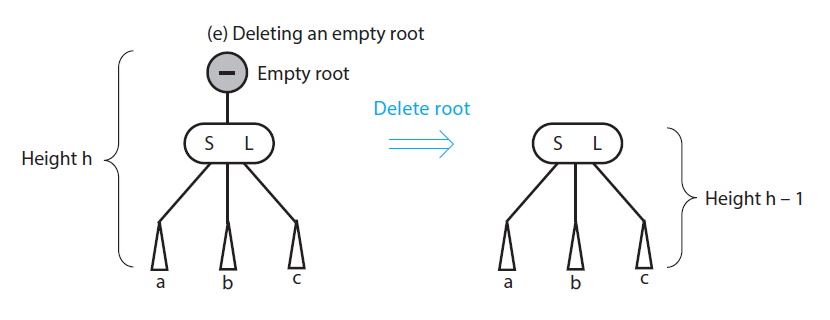 (e) Deleting an empty root
– Empty root
Delete root
S L
S L
Height h
Height h – 1
a b c
a b c